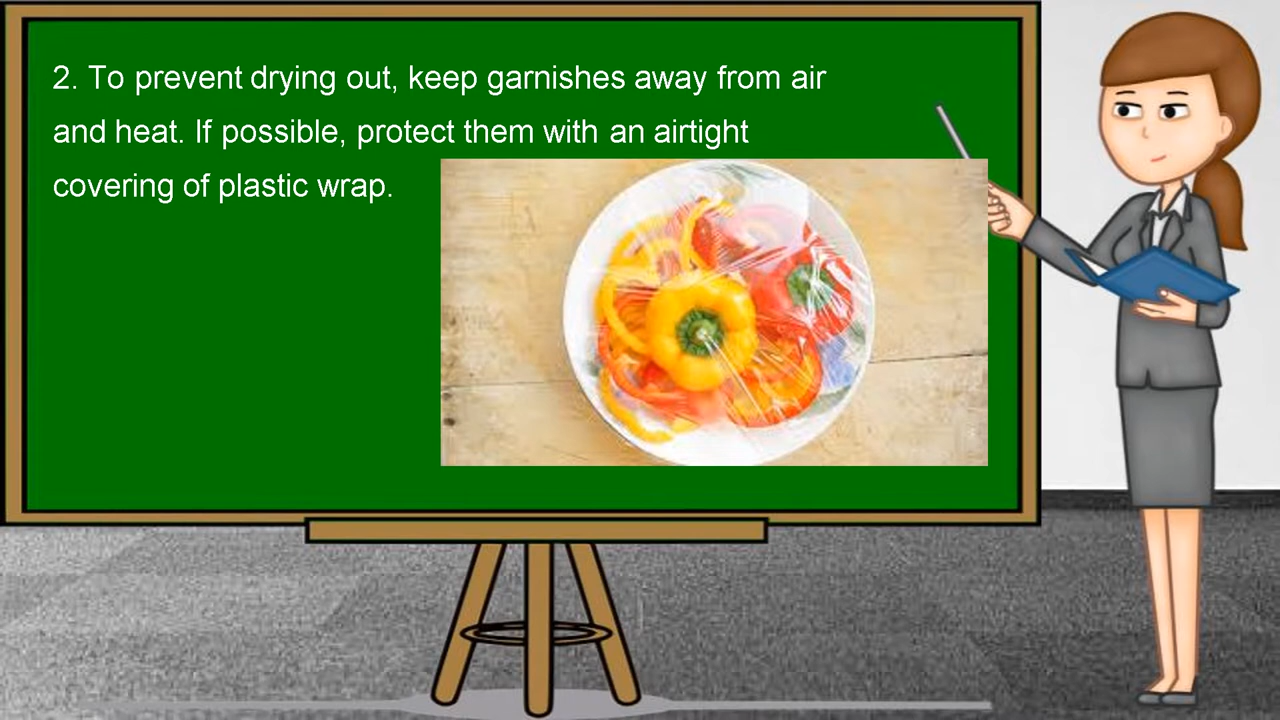 2. To prevent drying out, keep garnishes away from air
and heat. If possible, protect them with an airtight
covering of plastic wrap.